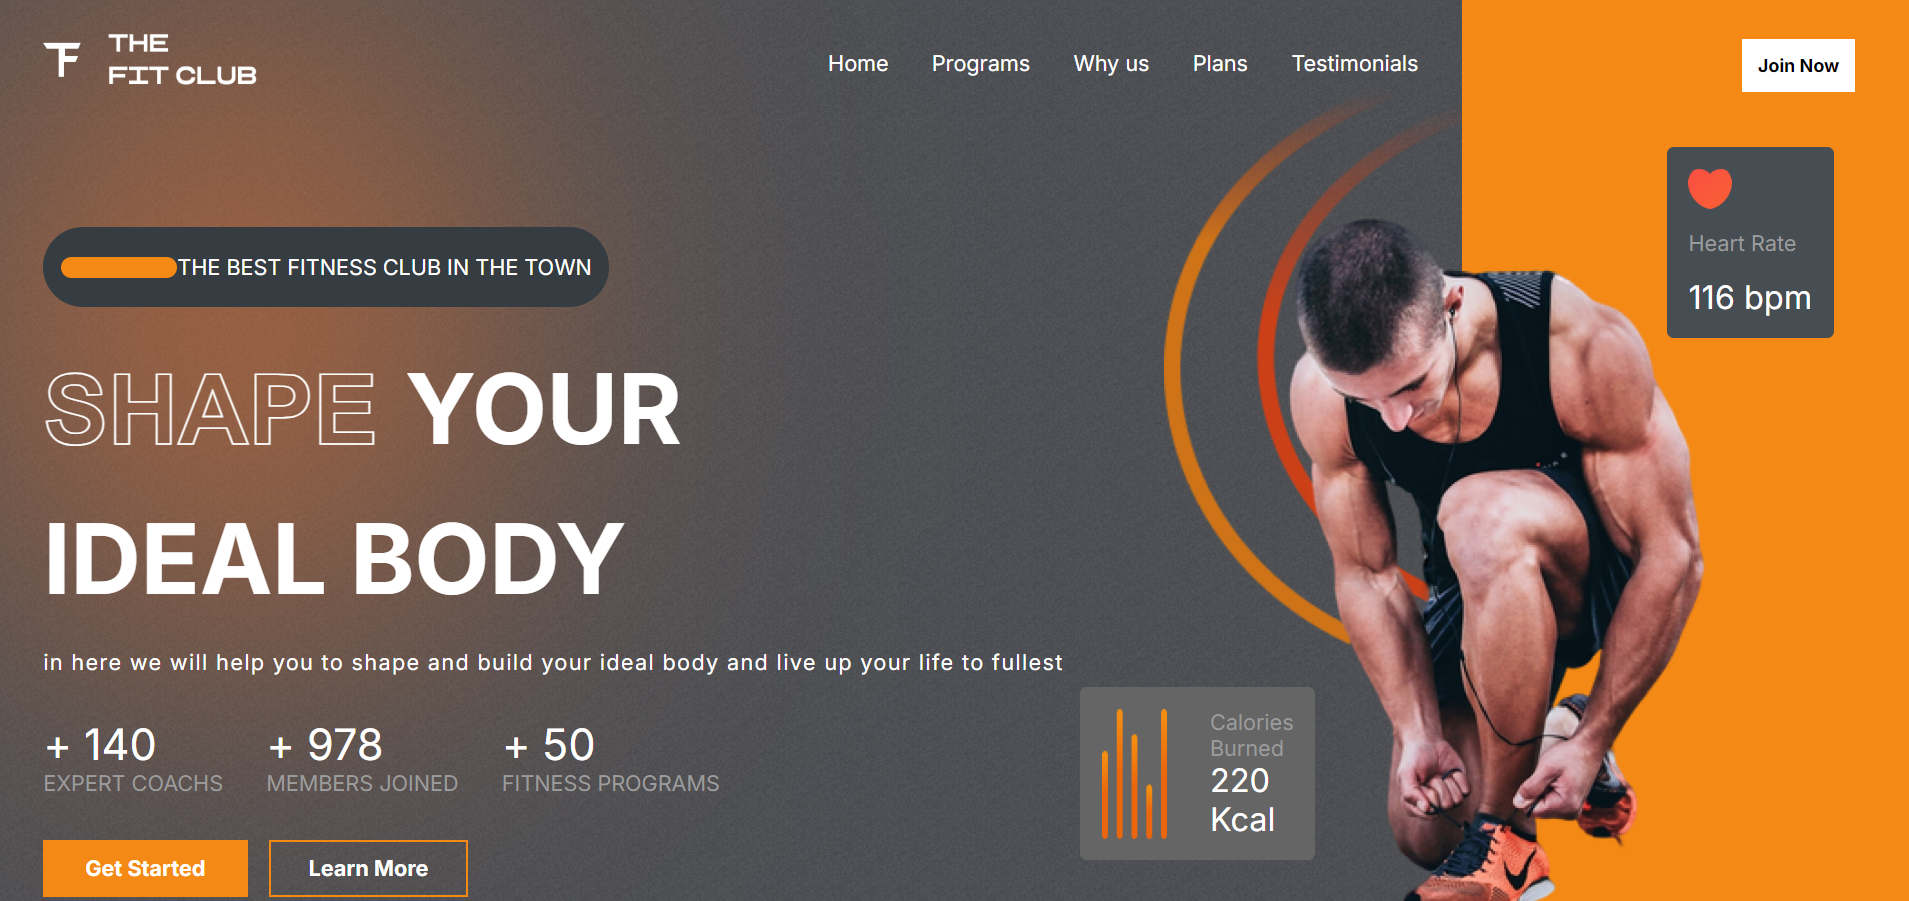 THE
FIT CLUB
Home Programs Why us Plans Testimonials
Join Now
Heart Rate
116 bpm
THE BEST FITNESS CLUB IN THE TOWN
SHAPE YOUR
IDEAL BODY
in here we will help you to shape and build your ideal body and live up your life to fullest
+ 140
EXPERT COACHS
+ 978
MEMBERS JOINED
+ 50
FITNESS PROGRAMS
Calories
Burned
220
Kcal
Get Started
Learn More